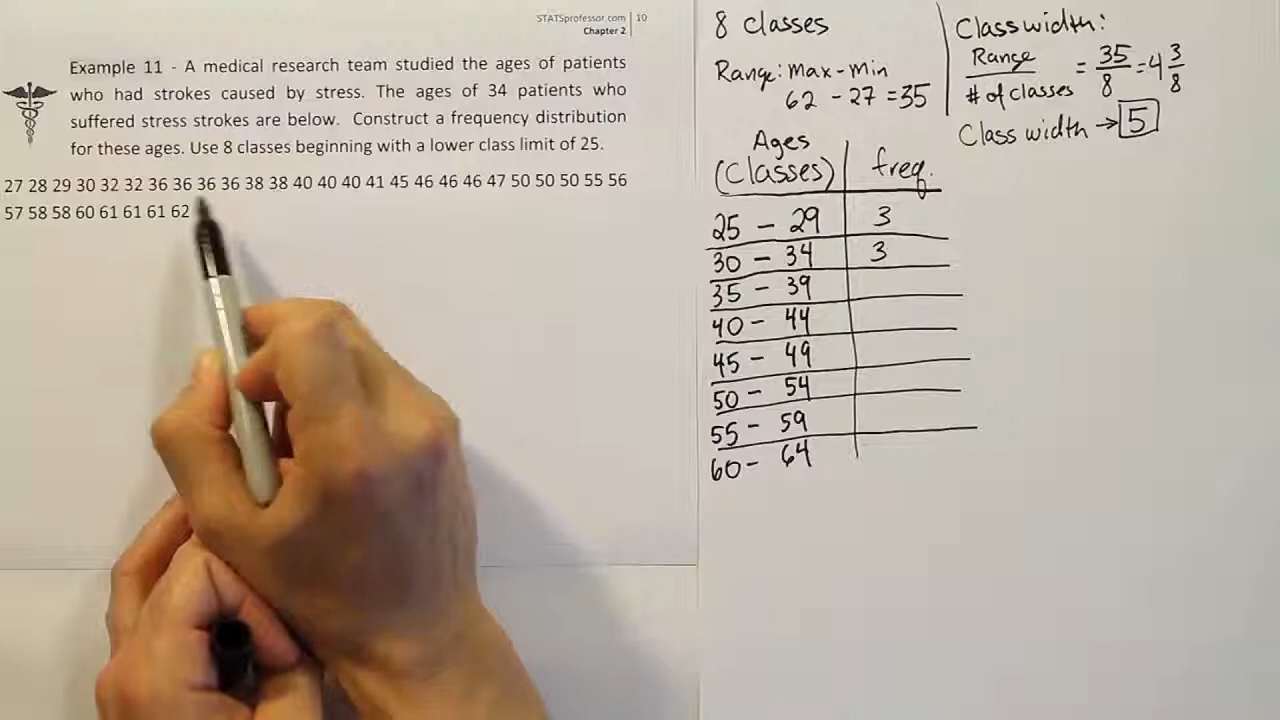 STATSprofessor.com 10
Chapter 2
Example 11 - A medical research team studied the ages of patients
who had strokes caused by stress. The ages of 34 patients who
suffered stress strokes are below. Construct a frequency distribution
for these ages. Use 8 classes beginning with a lower class limit of 25.
27 28 29 30 32 32 36 36 36 36 38 38 40 40 40 41 45 46 46 46 47 50 50 50 55 56
57 58 58 60 61 61 61 62
8 Classes
Range: Max - Min
62 - 27 = 35
Class width:
Range / # of classes = 35/8 = 4 3/8
Class width → 5
Ages
(Classes) freq.
25 - 29 3
30 - 34 3
35 - 39
40 - 44
45 - 49
50 - 54
55 - 59
60 - 64